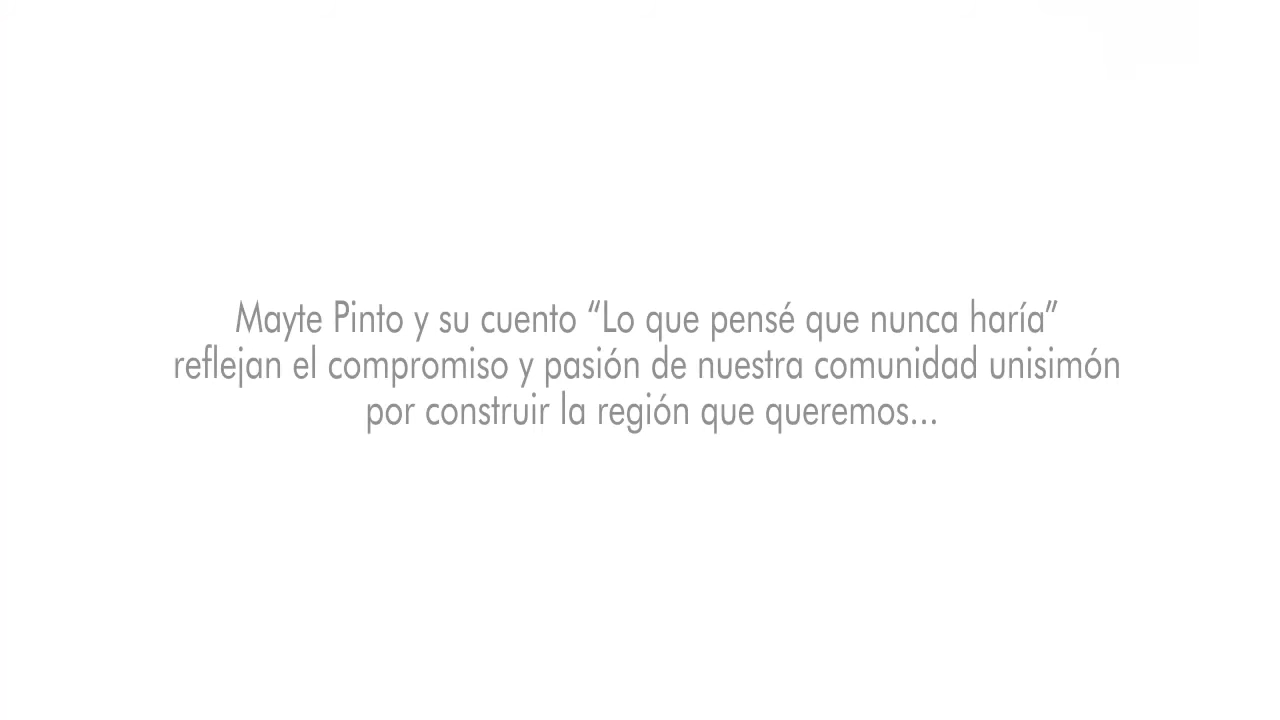 Mayte Pinto y su cuento “Lo que pensé que nunca haría”
reflejan el compromiso y pasión de nuestra comunidad unisimón
por construir la región que queremos...